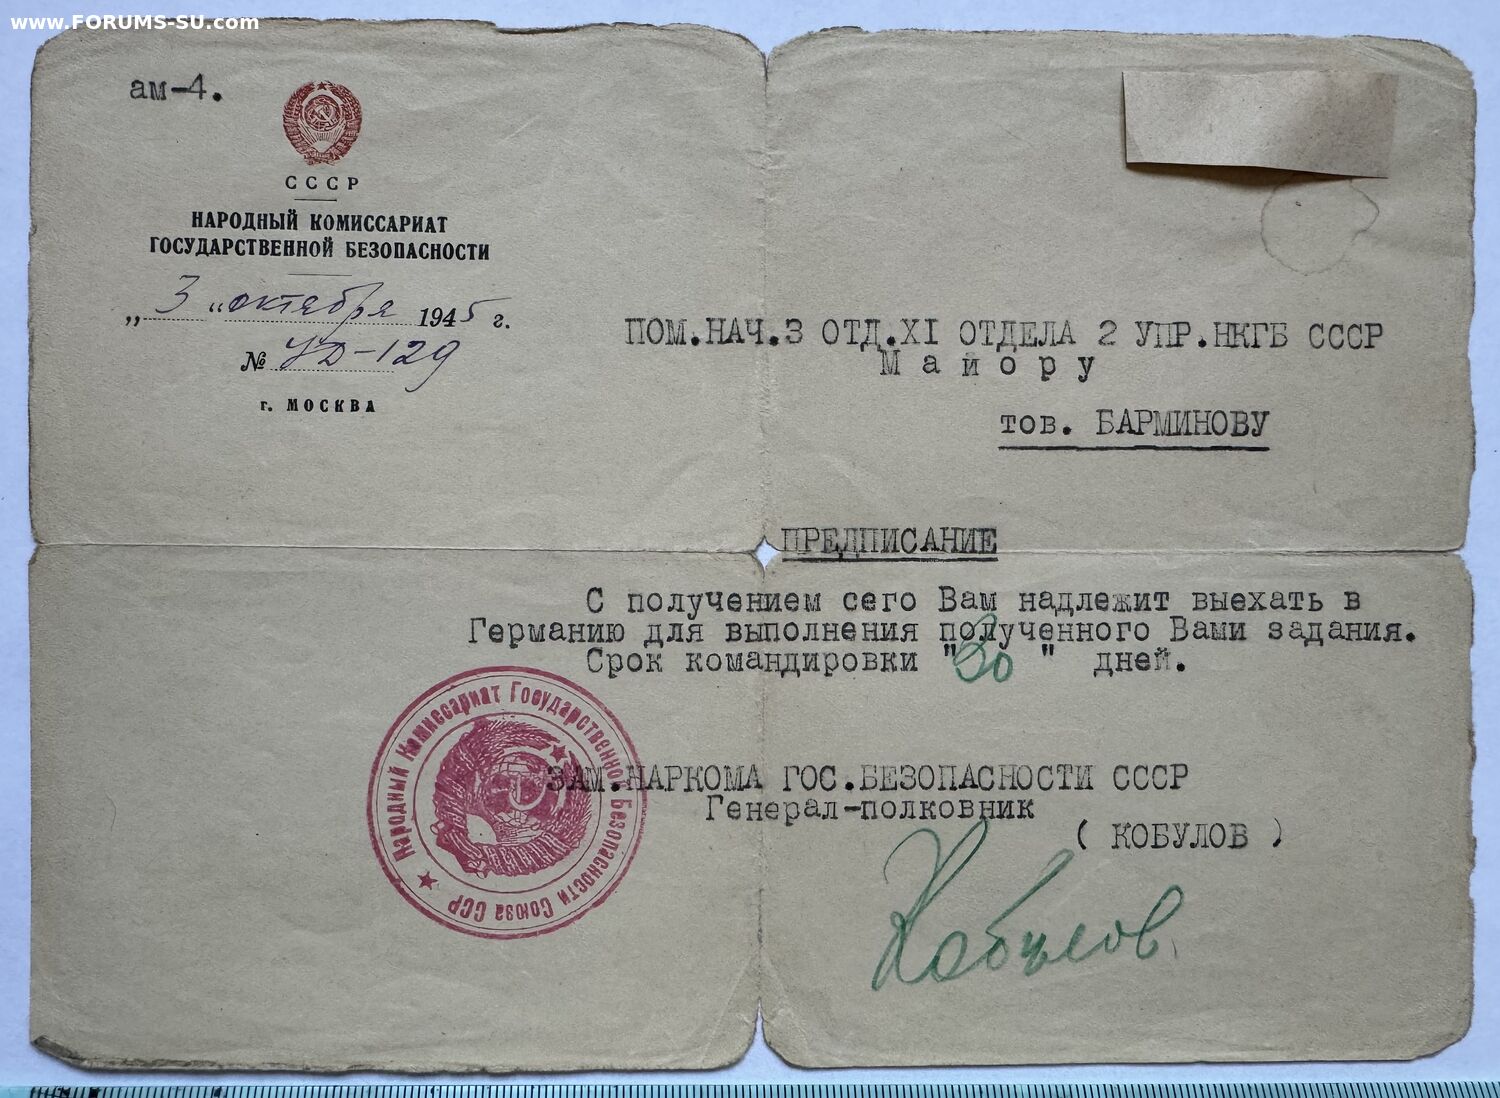 www.FORUMS-SU.com
ам-4.
СССР
НАРОДНЫЙ КОМИССАРИАТ
ГОСУДАРСТВЕННОЙ БЕЗОПАСНОСТИ
„3" октября 1945 г.
№ УД-129
г. МОСКВА
ПОМ.НАЧ.3 ОТД.XI ОТДЕЛА 2 УПР.НКГБ СССР
Майору
тов. БАРМИНОВУ
ПРЕДПИСАНИЕ
С получением сего Вам надлежит выехать в
Германию для выполнения полученного Вами задания.
Срок командировки "30" дней.
Народный Комиссариат Государственной Безопасности Союза ССР
ЗАМ.НАРКОМА ГОС.БЕЗОПАСНОСТИ СССР
Генерал-полковник
( КОБУЛОВ )
Кобулов